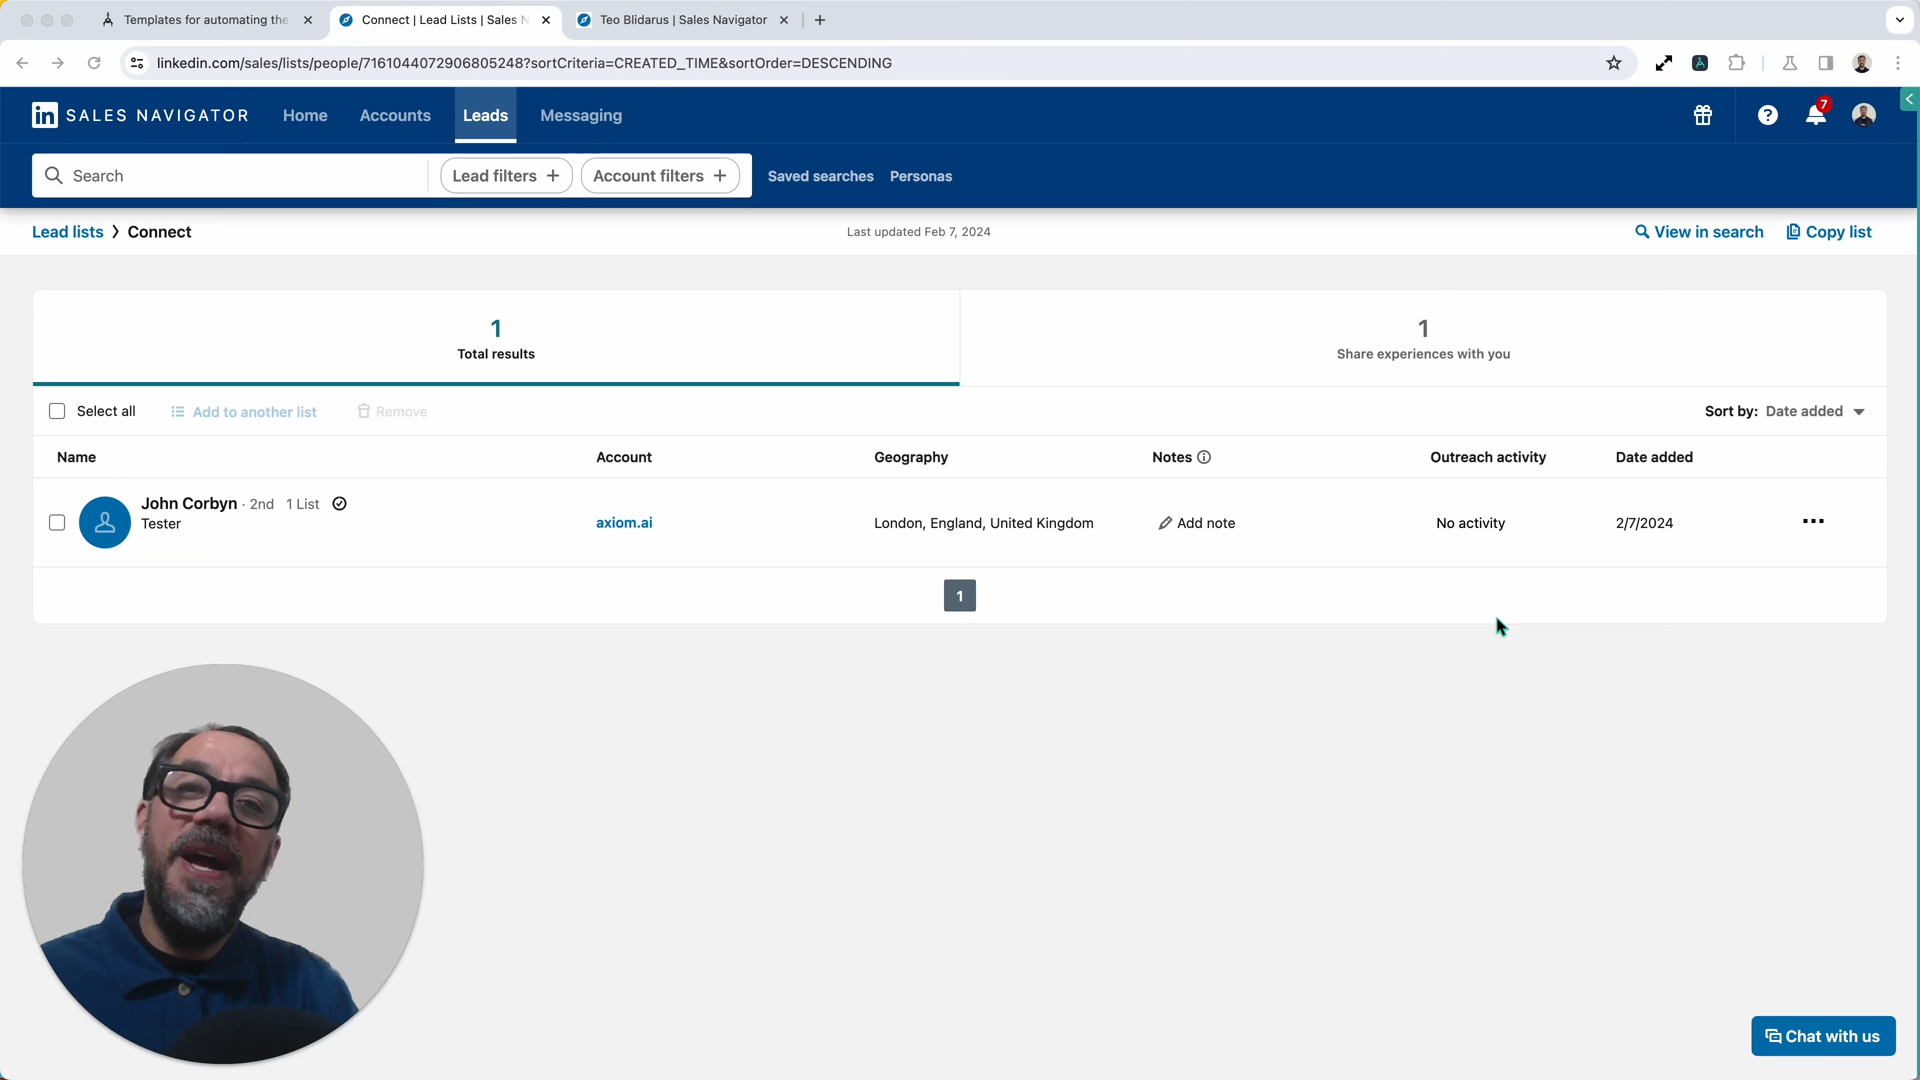 Templates for automating the
Connect | Lead Lists | Sales N
Teo Blidarus | Sales Navigator
linkedin.com/sales/lists/people/7161044072906805248?sortCriteria=CREATED_TIME&sortOrder=DESCENDING
in SALES NAVIGATOR
Home
Accounts
Leads
Messaging
7
Search
Lead filters +
Account filters +
Saved searches
Personas
Lead lists > Connect
Last updated Feb 7, 2024
View in search
Copy list
1
Total results
1
Share experiences with you
Select all
Add to another list
Remove
Sort by: Date added
Name
Account
Geography
Notes
Outreach activity
Date added
John Corbyn · 2nd 1 List
Tester
axiom.ai
London, England, United Kingdom
Add note
No activity
2/7/2024
1
Chat with us